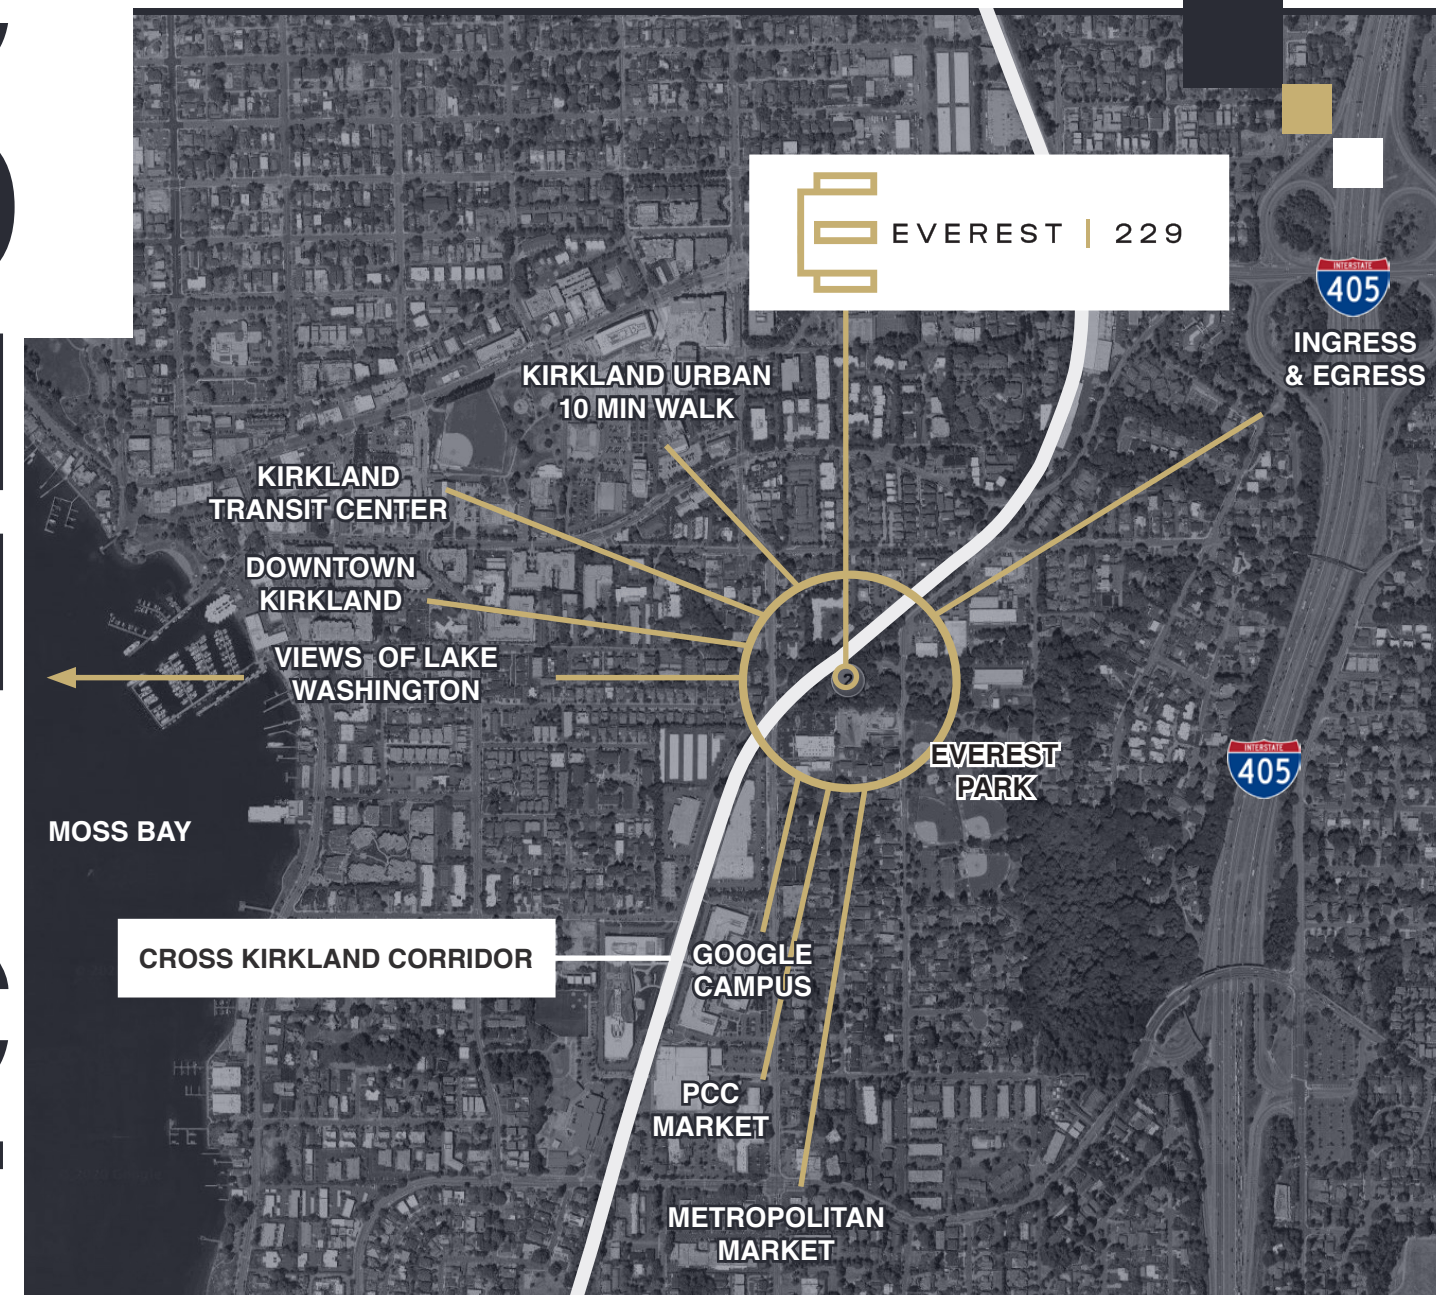 EVEREST | 229
INTERSTATE
405
INGRESS
& EGRESS
KIRKLAND URBAN
10 MIN WALK
KIRKLAND
TRANSIT CENTER
DOWNTOWN
KIRKLAND
VIEWS OF LAKE
WASHINGTON
EVEREST
PARK
INTERSTATE
405
MOSS BAY
CROSS KIRKLAND CORRIDOR
GOOGLE
CAMPUS
PCC
MARKET
METROPOLITAN
MARKET